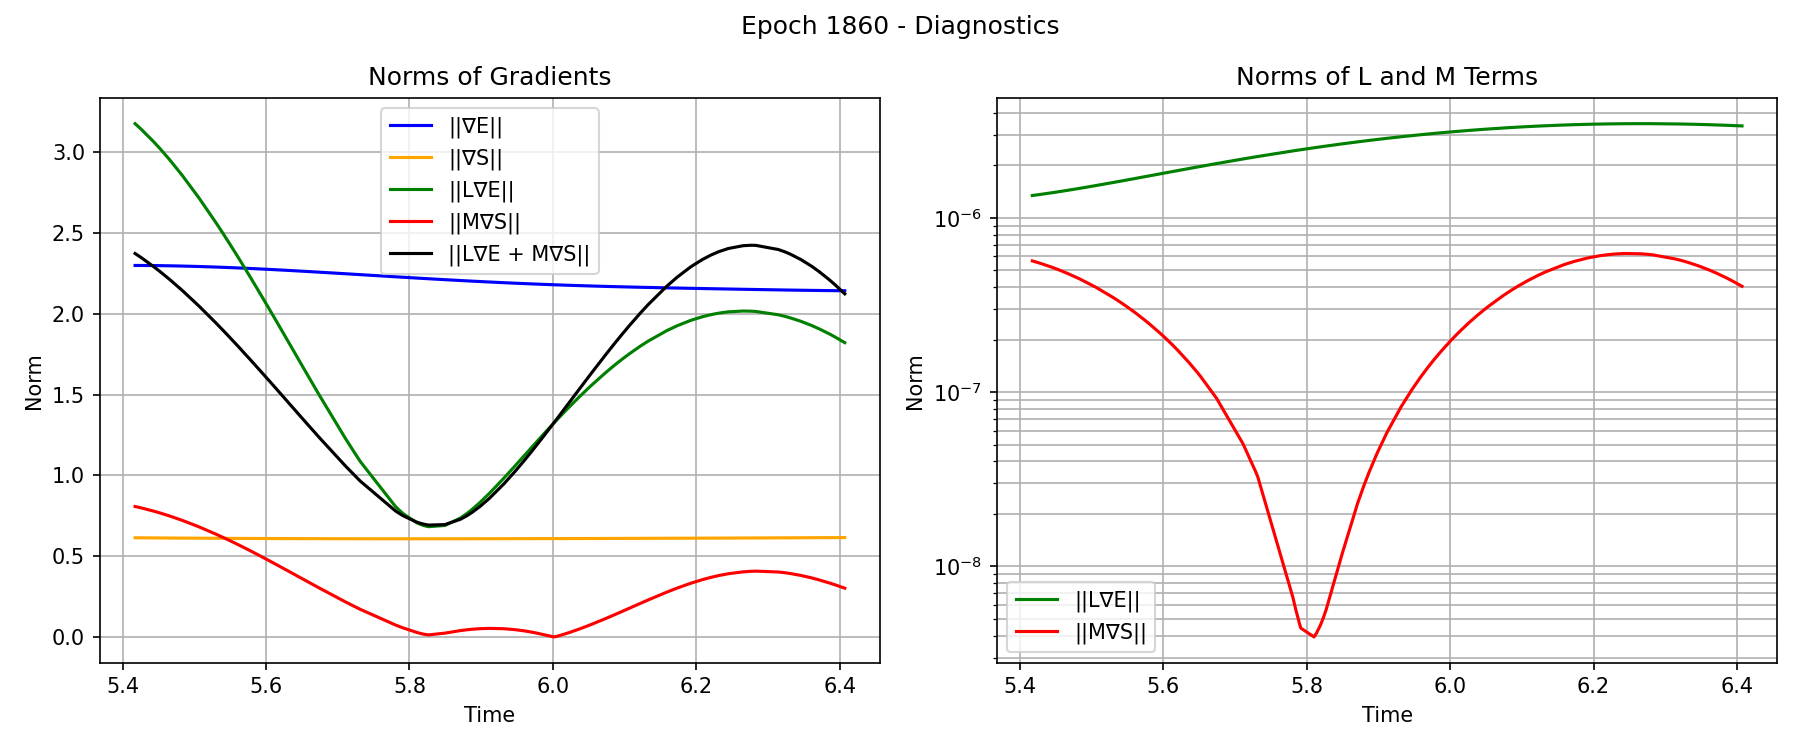 Epoch 1860 - Diagnostics
Norms of Gradients
||∇E||
||∇S||
||L∇E||
||M∇S||
||L∇E + M∇S||
Norm
3.0
2.5
2.0
1.5
1.0
0.5
0.0
5.4 5.6 5.8 6.0 6.2 6.4
Time
Norms of L and M Terms
Norm
10⁻⁶
10⁻⁷
10⁻⁸
||L∇E||
||M∇S||
5.4 5.6 5.8 6.0 6.2 6.4
Time